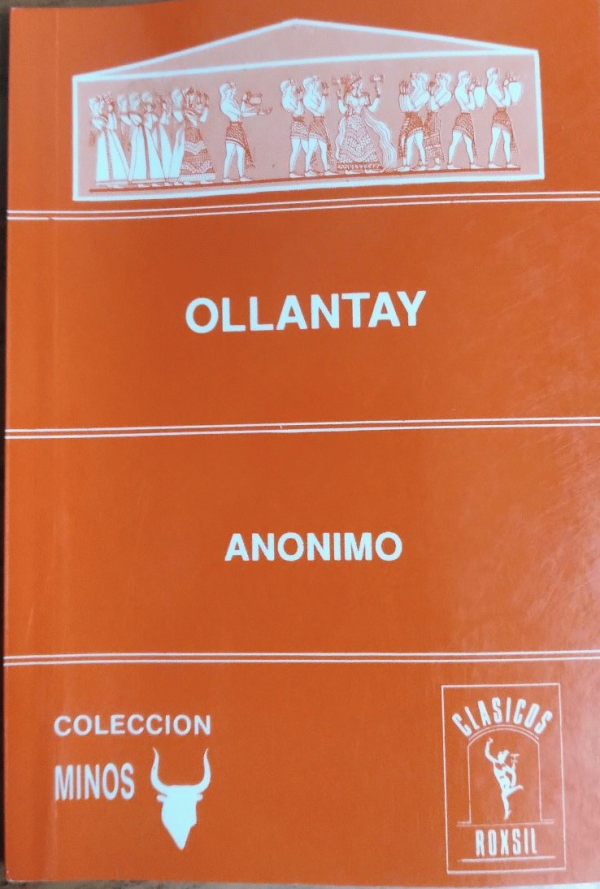 OLLANTAY
ANONIMO
COLECCION
MINOS
CLASICOS
ROXSIL